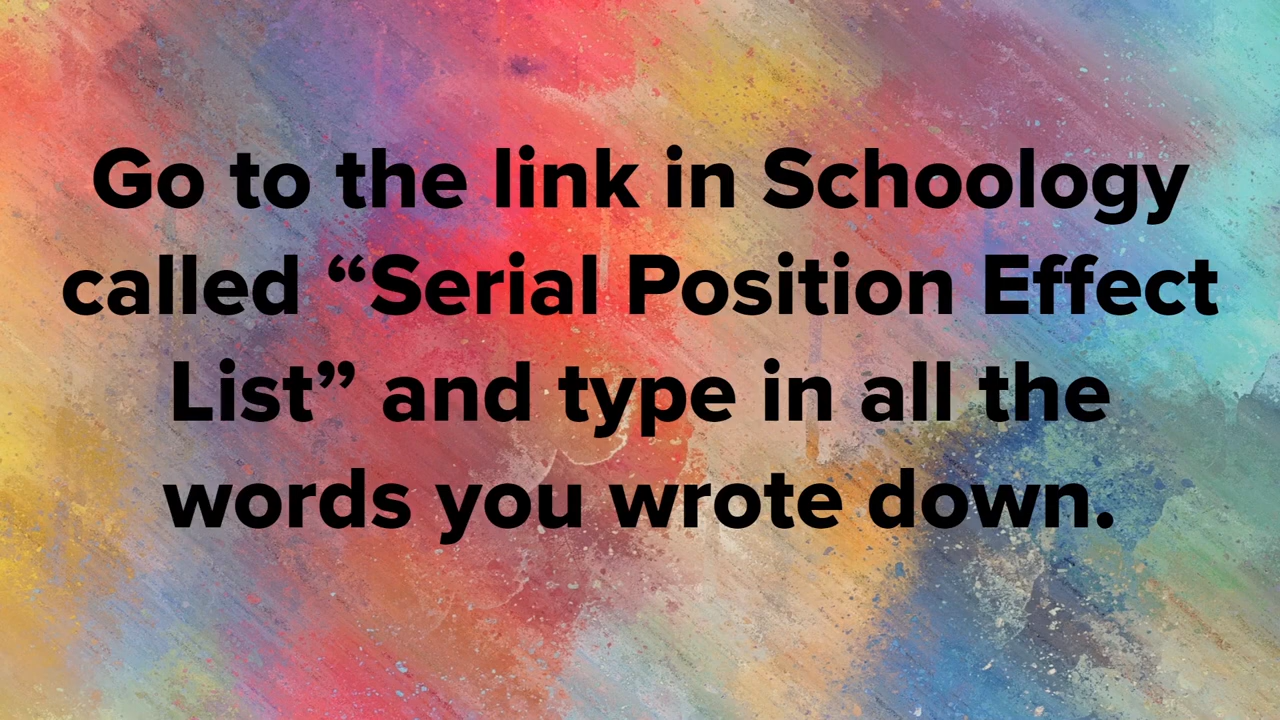 Go to the link in Schoology
called “Serial Position Effect
List” and type in all the
words you wrote down.